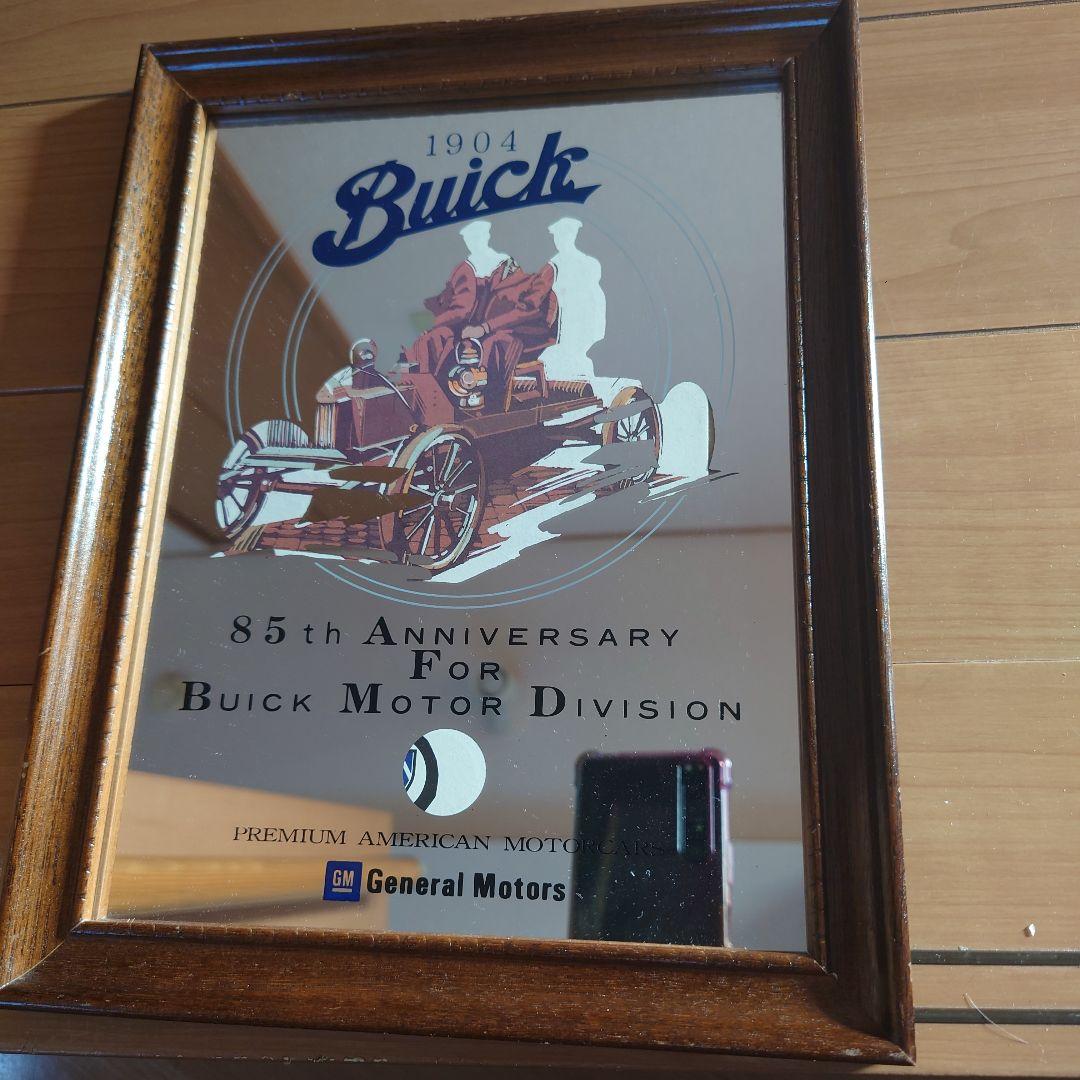 1904
Buick
85th ANNIVERSARY
FOR
BUICK MOTOR DIVISION
PREMIUM AMERICAN MOTORCARS
GM General Motors